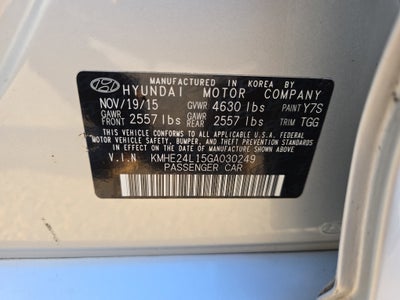 MANUFACTURED IN KOREA BY
HYUNDAI MOTOR COMPANY
NOV/19/15 GVWR 4630 lbs PAINT Y7S
GAWR FRONT 2557 lbs GAWR REAR 2557 lbs TRIM TGG
THIS VEHICLE CONFORMS TO ALL APPLICABLE U.S.A. FEDERAL
MOTOR VEHICLE SAFETY, BUMPER, AND THEFT PREVENTION STANDARDS
IN EFFECT ON THE DATE OF MANUFACTURE SHOWN ABOVE.
V.I.N. KMHE24L15GA030249
PASSENGER CAR